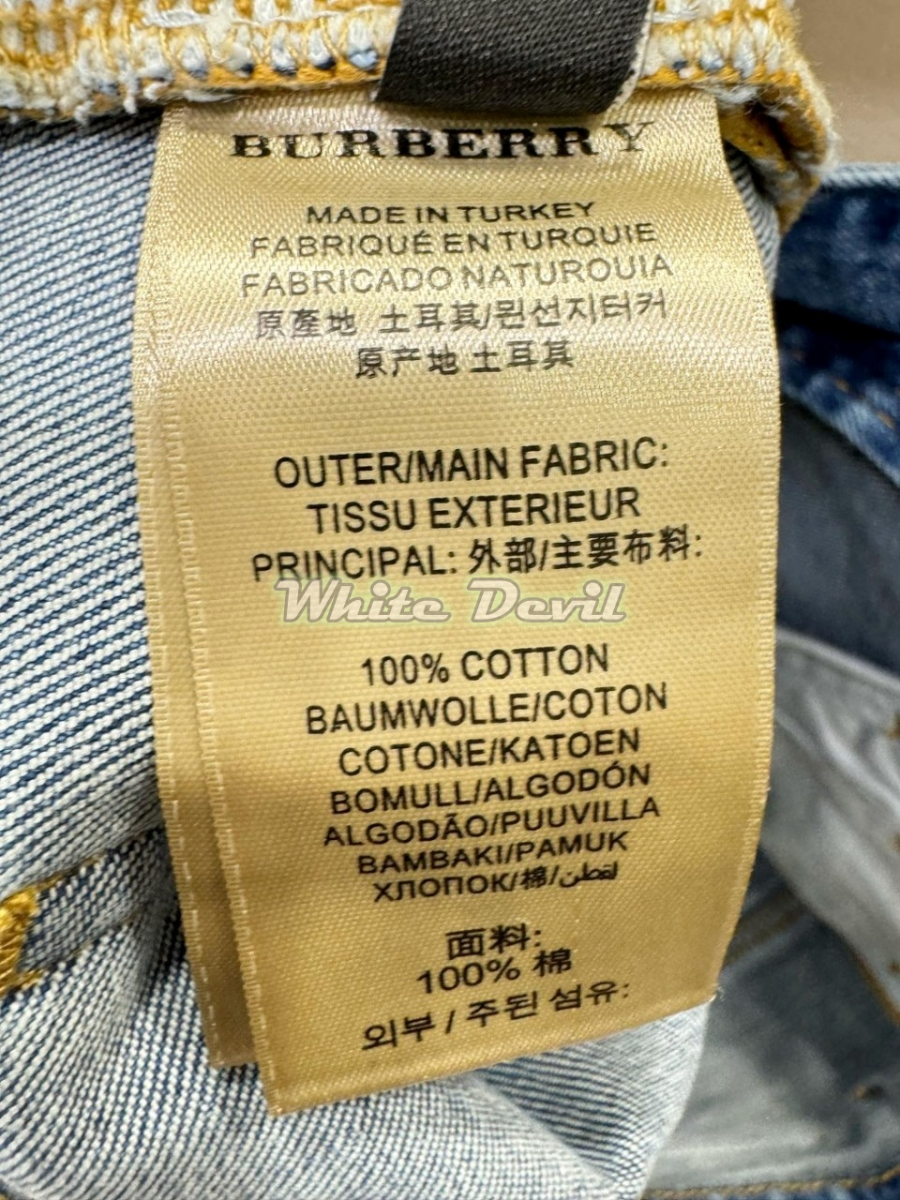 BURBERRY
MADE IN TURKEY
FABRIQUÉ EN TURQUIE
FABRICADO NATUROUIA
原產地 土耳其/뮌선지터커
原产地 土耳其
OUTER/MAIN FABRIC:
TISSU EXTERIEUR
PRINCIPAL: 外部/主要布料:
White Devil
100% COTTON
BAUMWOLLE/COTON
COTONE/KATOEN
BOMULL/ALGODÓN
ALGODÃO/PUUVILLA
BAMBAKI/PAMUK
ХЛОПОК/棉/لقطن
面料:
100% 棉
외부 / 주된 섬유: